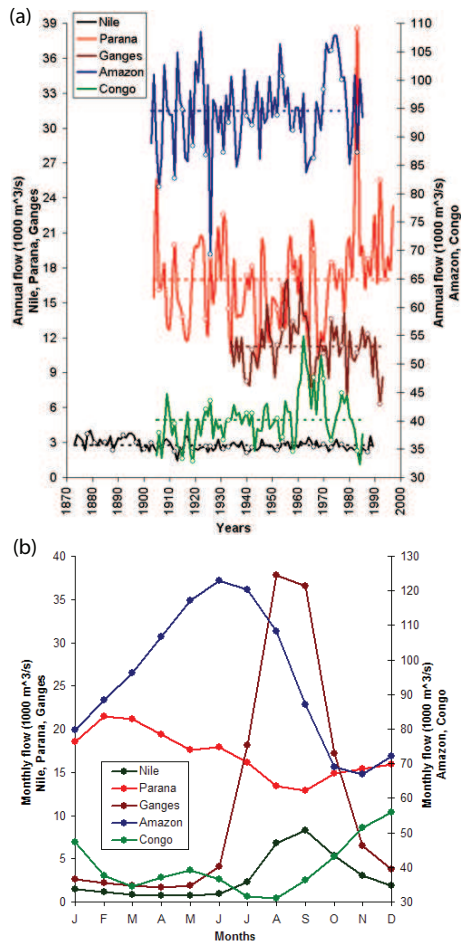 (a)
Nile
Parana
Ganges
Amazon
Congo
39
36
33
30
27
24
21
18
15
12
9
6
3
0
Annual flow (1000 m^3/s)
Nile, Parana, Ganges
110
105
100
95
90
85
80
75
70
65
60
55
50
45
40
35
30
Annual flow (1000 m^3/s)
Amazon, Congo
1870
1880
1890
1900
1910
1920
1930
1940
1950
1960
1970
1980
1990
2000
Years
(b)
40
35
30
25
20
15
10
5
0
Monthly flow (1000 m^3/s)
Nile, Parana, Ganges
130
120
110
100
90
80
70
60
50
40
30
Monthly flow (1000 m^3/s)
Amazon, Congo
Nile
Parana
Ganges
Amazon
Congo
J F M A M J J A S O N D
Months